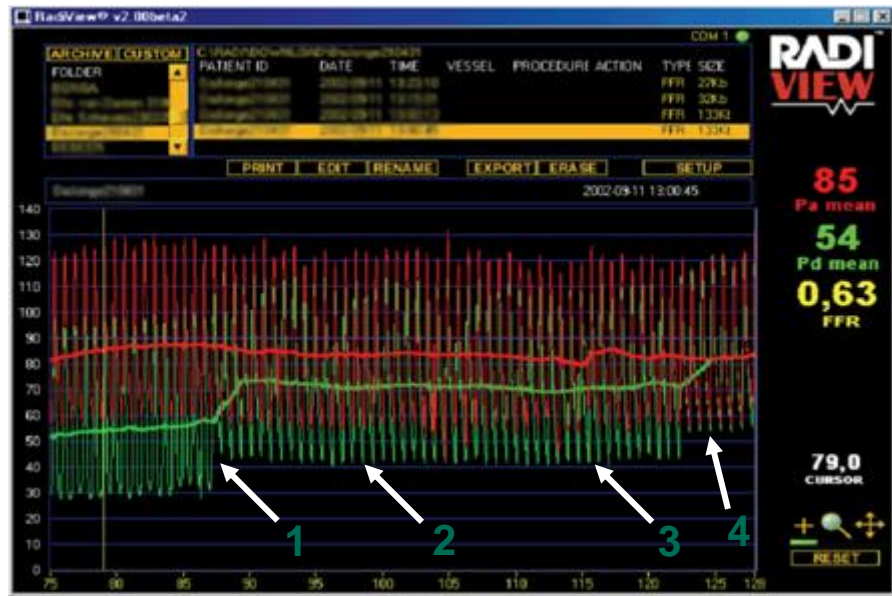 RadiView® v2.00beta2
COM 1
ARCHIVE CUSTOM
FOLDER
PATIENT ID DATE TIME VESSEL PROCEDURE ACTION TYPE SIZE
FFR 27Kb
FFR 32Kb
FFR 133Kb
FFR 133Kb
PRINT EDIT RENAME EXPORT ERASE SETUP
2002-09-11 13:00:45
RADI
VIEW
85
Pa mean
54
Pd mean
0,63
FFR
79,0
CURSOR
RESET
140
130
120
110
100
90
80
70
60
50
40
30
20
10
0
75 80 85 90 95 100 105 110 115 120 125 128
1 2 3 4